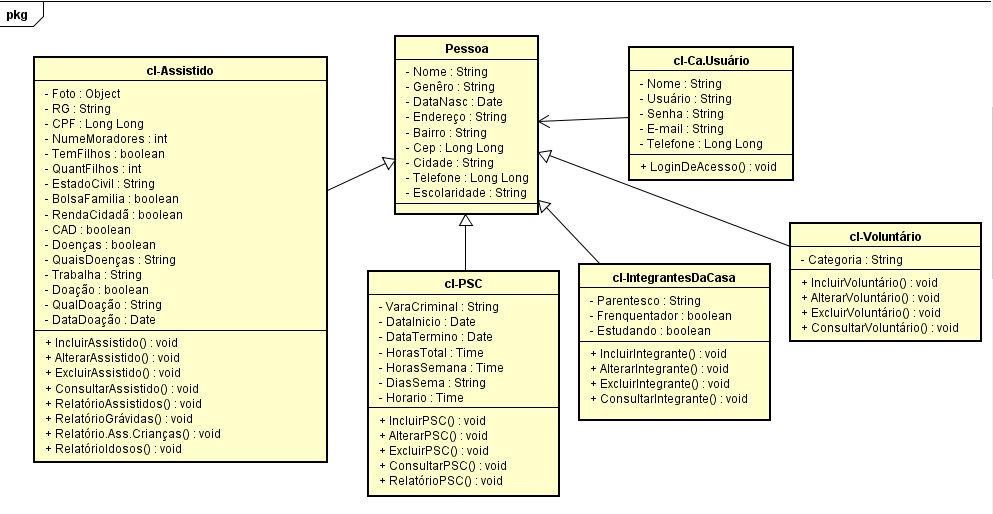 pkg
cl-Assistido
- Foto : Object
- RG : String
- CPF : Long Long
- NumeMoradores : int
- TemFilhos : boolean
- QuantFilhos : int
- EstadoCivil : String
- BolsaFamilia : boolean
- RendaCidadã : boolean
- CAD : boolean
- Doenças : boolean
- QuaisDoenças : String
- Trabalha : String
- Doação : boolean
- QualDoação : String
- DataDoação : Date
+ IncluirAssistido() : void
+ AlterarAssistido() : void
+ ExcluirAssistido() : void
+ ConsultarAssistido() : void
+ RelatórioAssistidos() : void
+ RelatórioGrávidas() : void
+ Relatório.Ass.Crianças() : void
+ RelatórioIdosos() : void
Pessoa
- Nome : String
- Genêro : String
- DataNasc : Date
- Endereço : String
- Bairro : String
- Cep : Long Long
- Cidade : String
- Telefone : Long Long
- Escolaridade : String
cl-Ca.Usuário
- Nome : String
- Usuário : String
- Senha : String
- E-mail : String
- Telefone : Long Long
+ LoginDeAcesso() : void
cl-Voluntário
- Categoria : String
+ IncluirVoluntário() : void
+ AlterarVoluntário() : void
+ ExcluirVoluntário() : void
+ ConsultarVoluntário() : void
cl-PSC
- VaraCriminal : String
- DataInicio : Date
- DataTermino : Date
- HorasTotal : Time
- HorasSemana : Time
- DiasSema : String
- Horario : Time
+ IncluirPSC() : void
+ AlterarPSC() : void
+ ExcluirPSC() : void
+ ConsultarPSC() : void
+ RelatórioPSC() : void
cl-IntegrantesDaCasa
- Parentesco : String
- Frenquentador : boolean
- Estudando : boolean
+ IncluirIntegrante() : void
+ AlterarIntegrante() : void
+ ExcluirIntegrante() : void
+ ConsultarIntegrante() : void